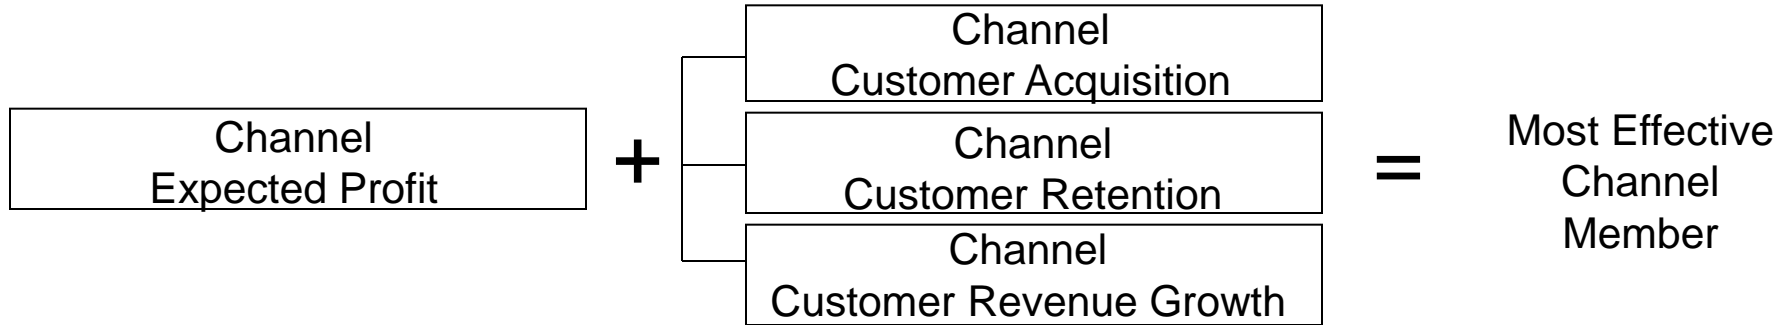 Channel
Expected Profit
+
Channel
Customer Acquisition
Channel
Customer Retention
Channel
Customer Revenue Growth
=
Most Effective
Channel
Member